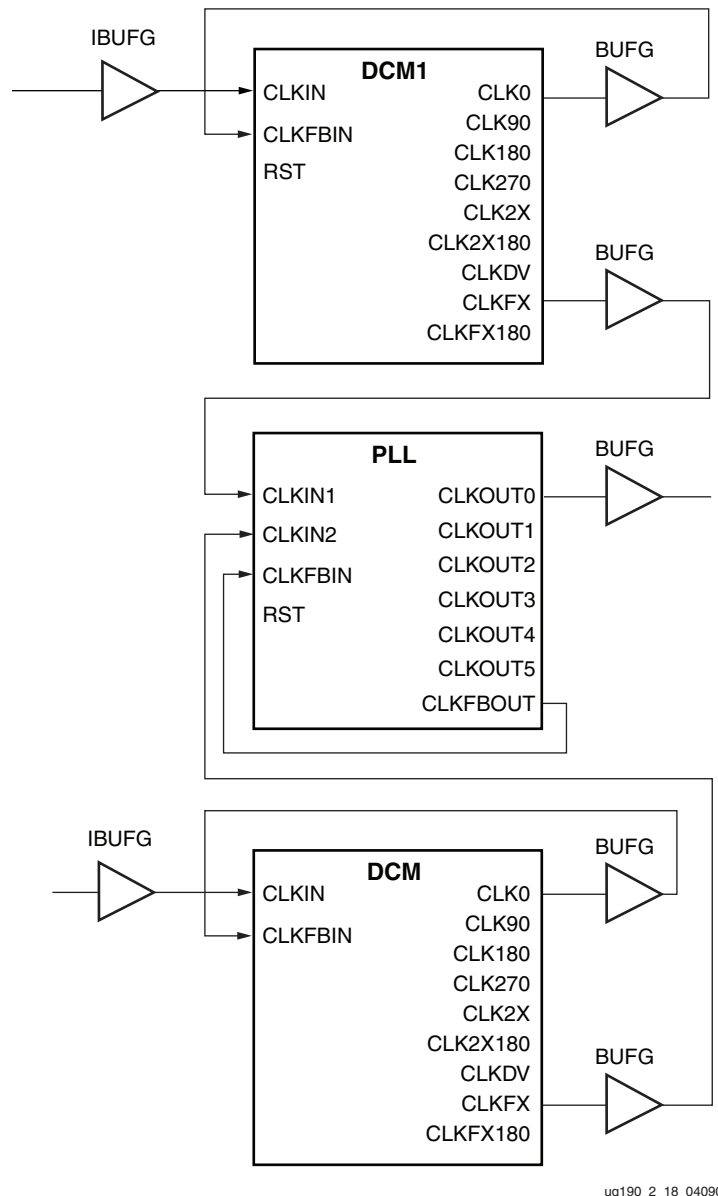 IBUFG
BUFG
DCM1
CLKIN
CLK0
CLK90
CLKFBIN
CLK180
RST
CLK270
CLK2X
CLK2X180
BUFG
CLKDV
CLKFX
CLKFX180
PLL
BUFG
CLKIN1
CLKOUT0
CLKIN2
CLKOUT1
CLKFBIN
CLKOUT2
CLKOUT3
RST
CLKOUT4
CLKOUT5
CLKFBOUT
IBUFG
BUFG
DCM
CLKIN
CLK0
CLK90
CLKFBIN
CLK180
CLK270
CLK2X
CLK2X180
BUFG
CLKDV
CLKFX
CLKFX180
ug190_2_18_04090